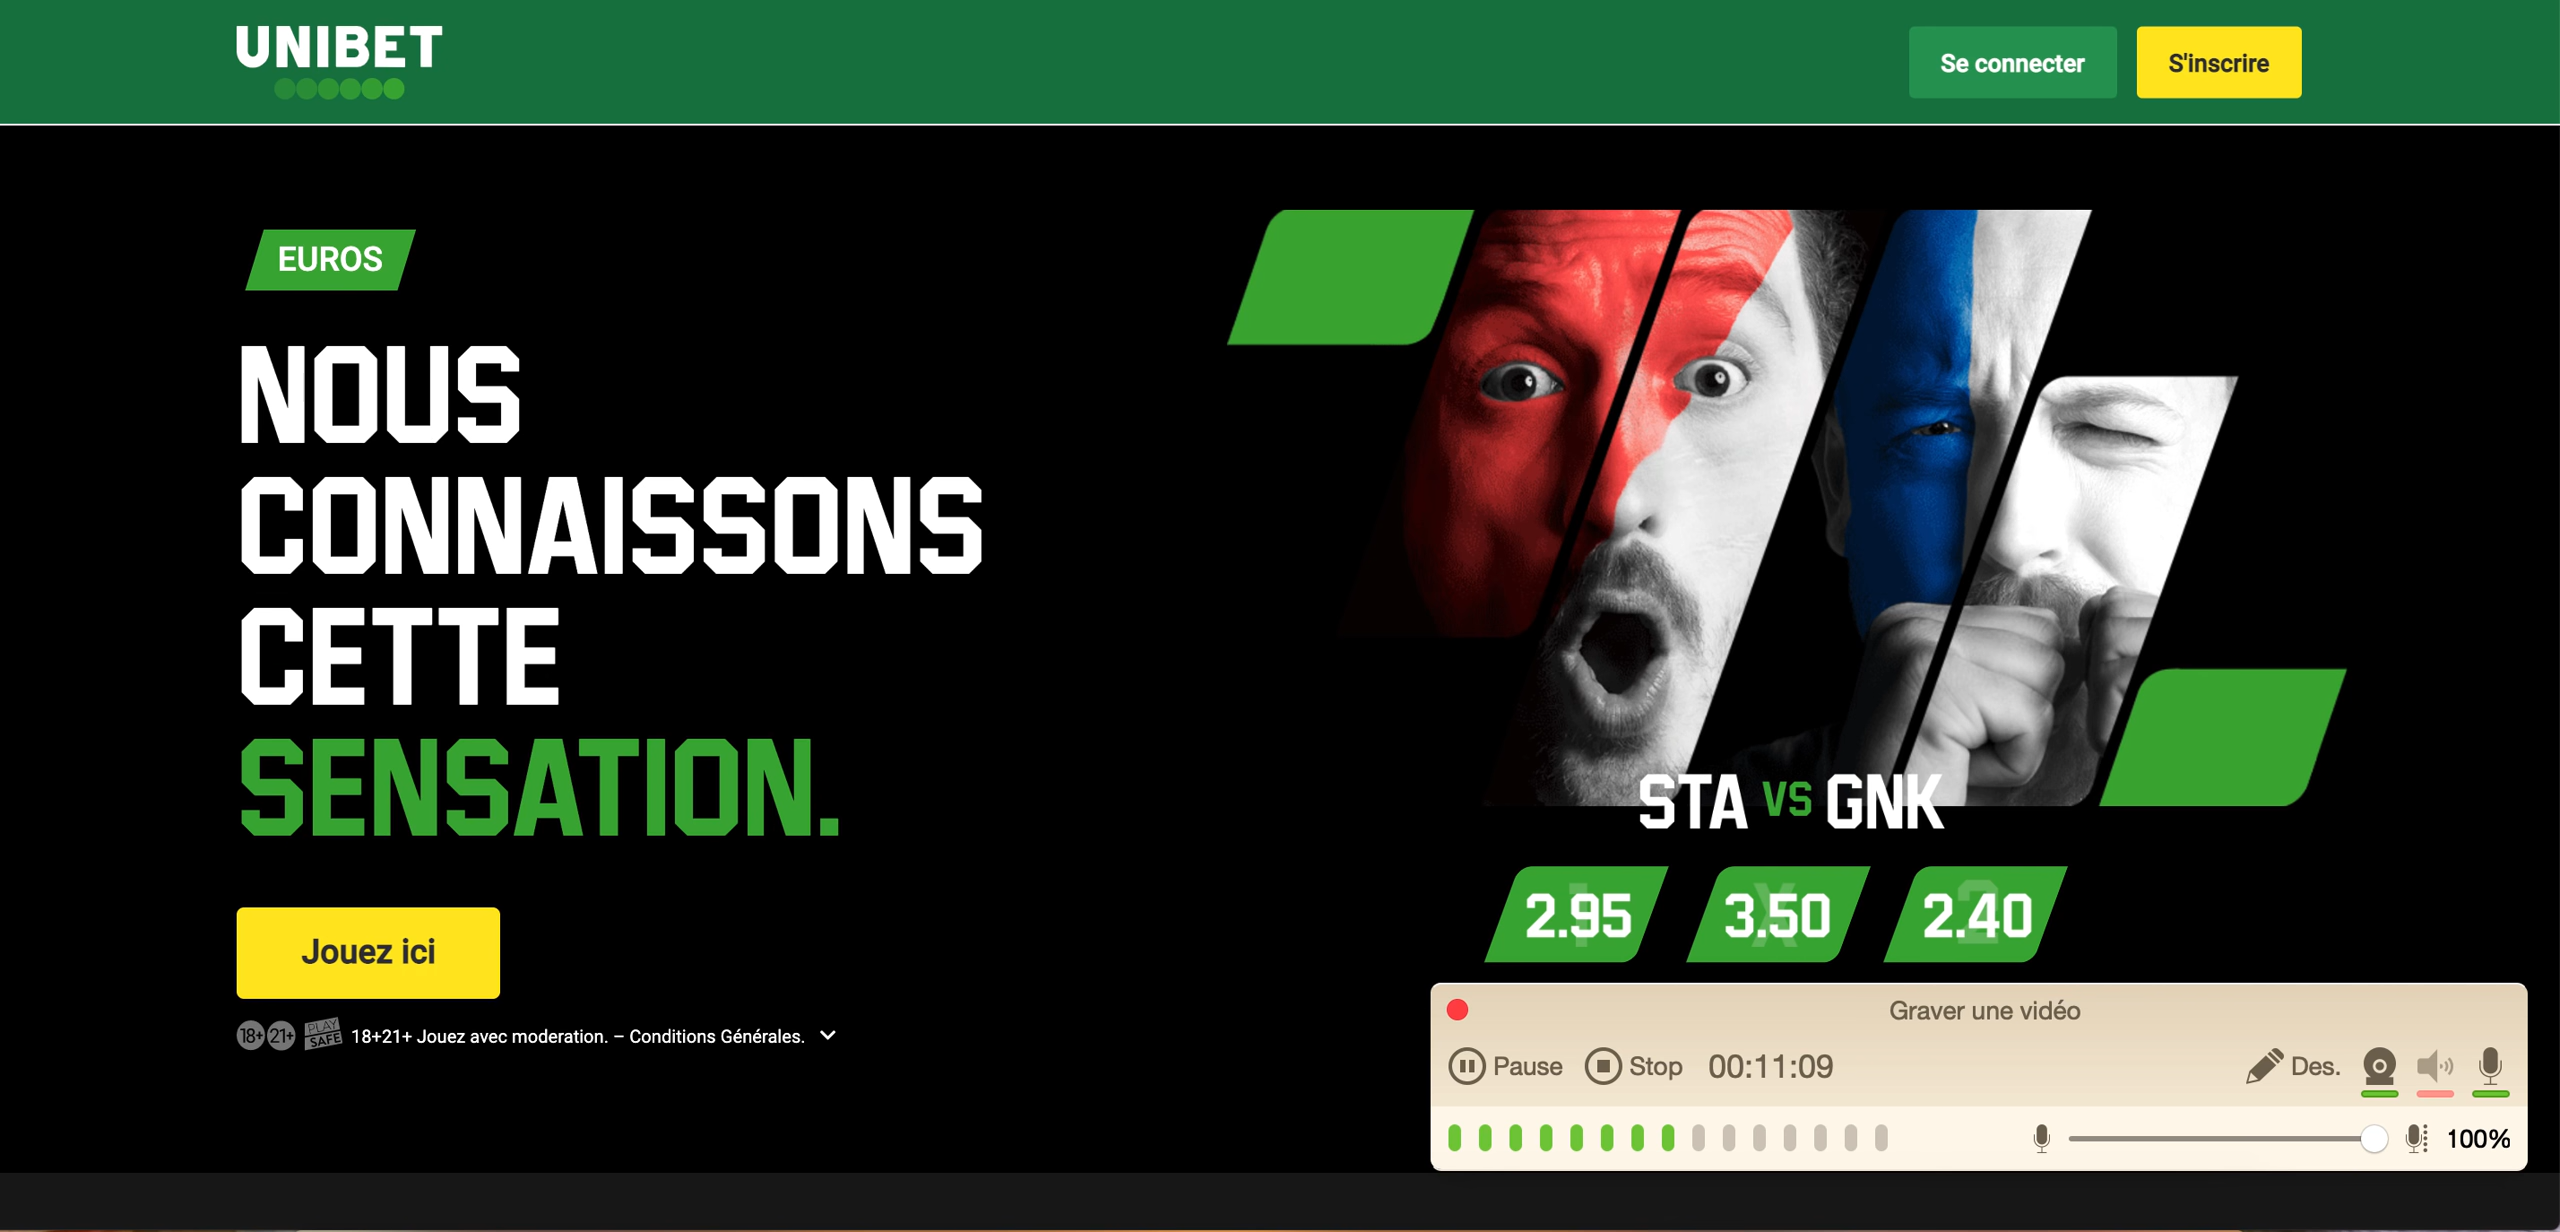 UNIBET
Se connecter
S'inscrire
EUROS
NOUS
CONNAISSONS
CETTE
SENSATION.
Jouez ici
18+ 21+ PLAY SAFE 18+21+ Jouez avec moderation. – Conditions Générales.
STA VS GNK
1 X 2
2.95 3.50 2.40
Graver une vidéo
Pause Stop 00:11:09 Des.
100%